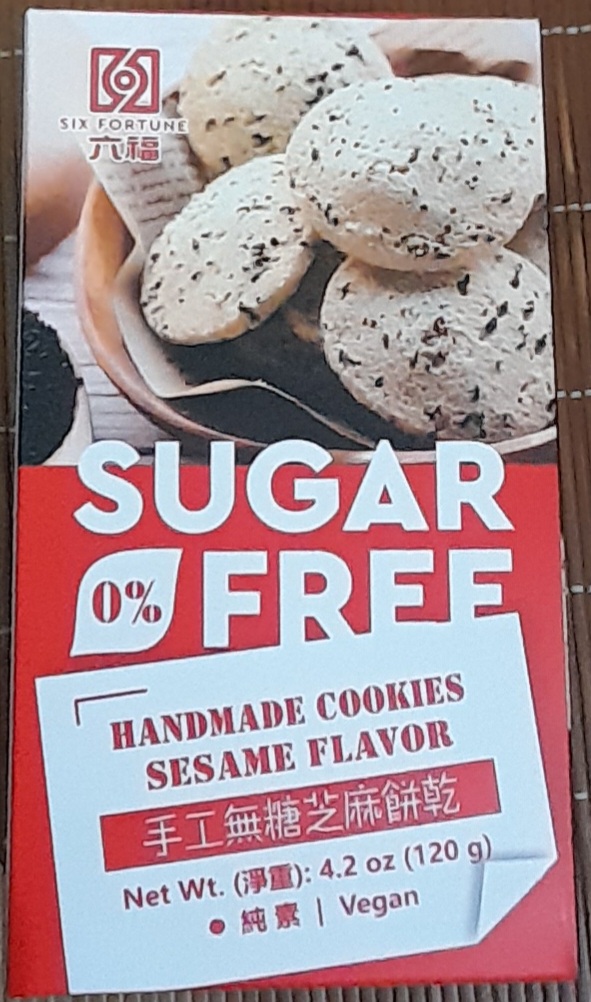 SIX FORTUNE
六福
SUGAR
0% FREE
HANDMADE COOKIES
SESAME FLAVOR
手工無糖芝麻餅乾
Net Wt. (淨重): 4.2 oz (120 g)
● 純素 | Vegan